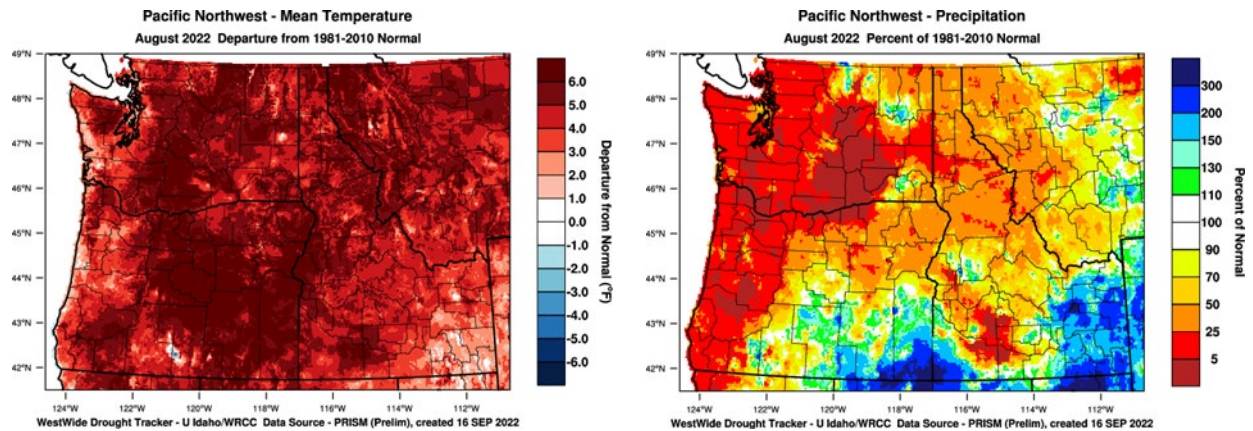 Pacific Northwest - Mean Temperature
August 2022 Departure from 1981-2010 Normal
49°N
48°N
47°N
46°N
45°N
44°N
43°N
42°N
124°W 122°W 120°W 118°W 116°W 114°W 112°W
6.0
5.0
4.0
3.0
2.0
1.0
0.0
-1.0
-2.0
-3.0
-4.0
-5.0
-6.0
Departure from Normal (°F)
WestWide Drought Tracker - U Idaho/WRCC Data Source - PRISM (Prelim), created 16 SEP 2022
Pacific Northwest - Precipitation
August 2022 Percent of 1981-2010 Normal
49°N
48°N
47°N
46°N
45°N
44°N
43°N
42°N
124°W 122°W 120°W 118°W 116°W 114°W 112°W
300
200
150
130
110
100
90
70
50
25
5
Percent of Normal
WestWide Drought Tracker - U Idaho/WRCC Data Source - PRISM (Prelim), created 16 SEP 2022